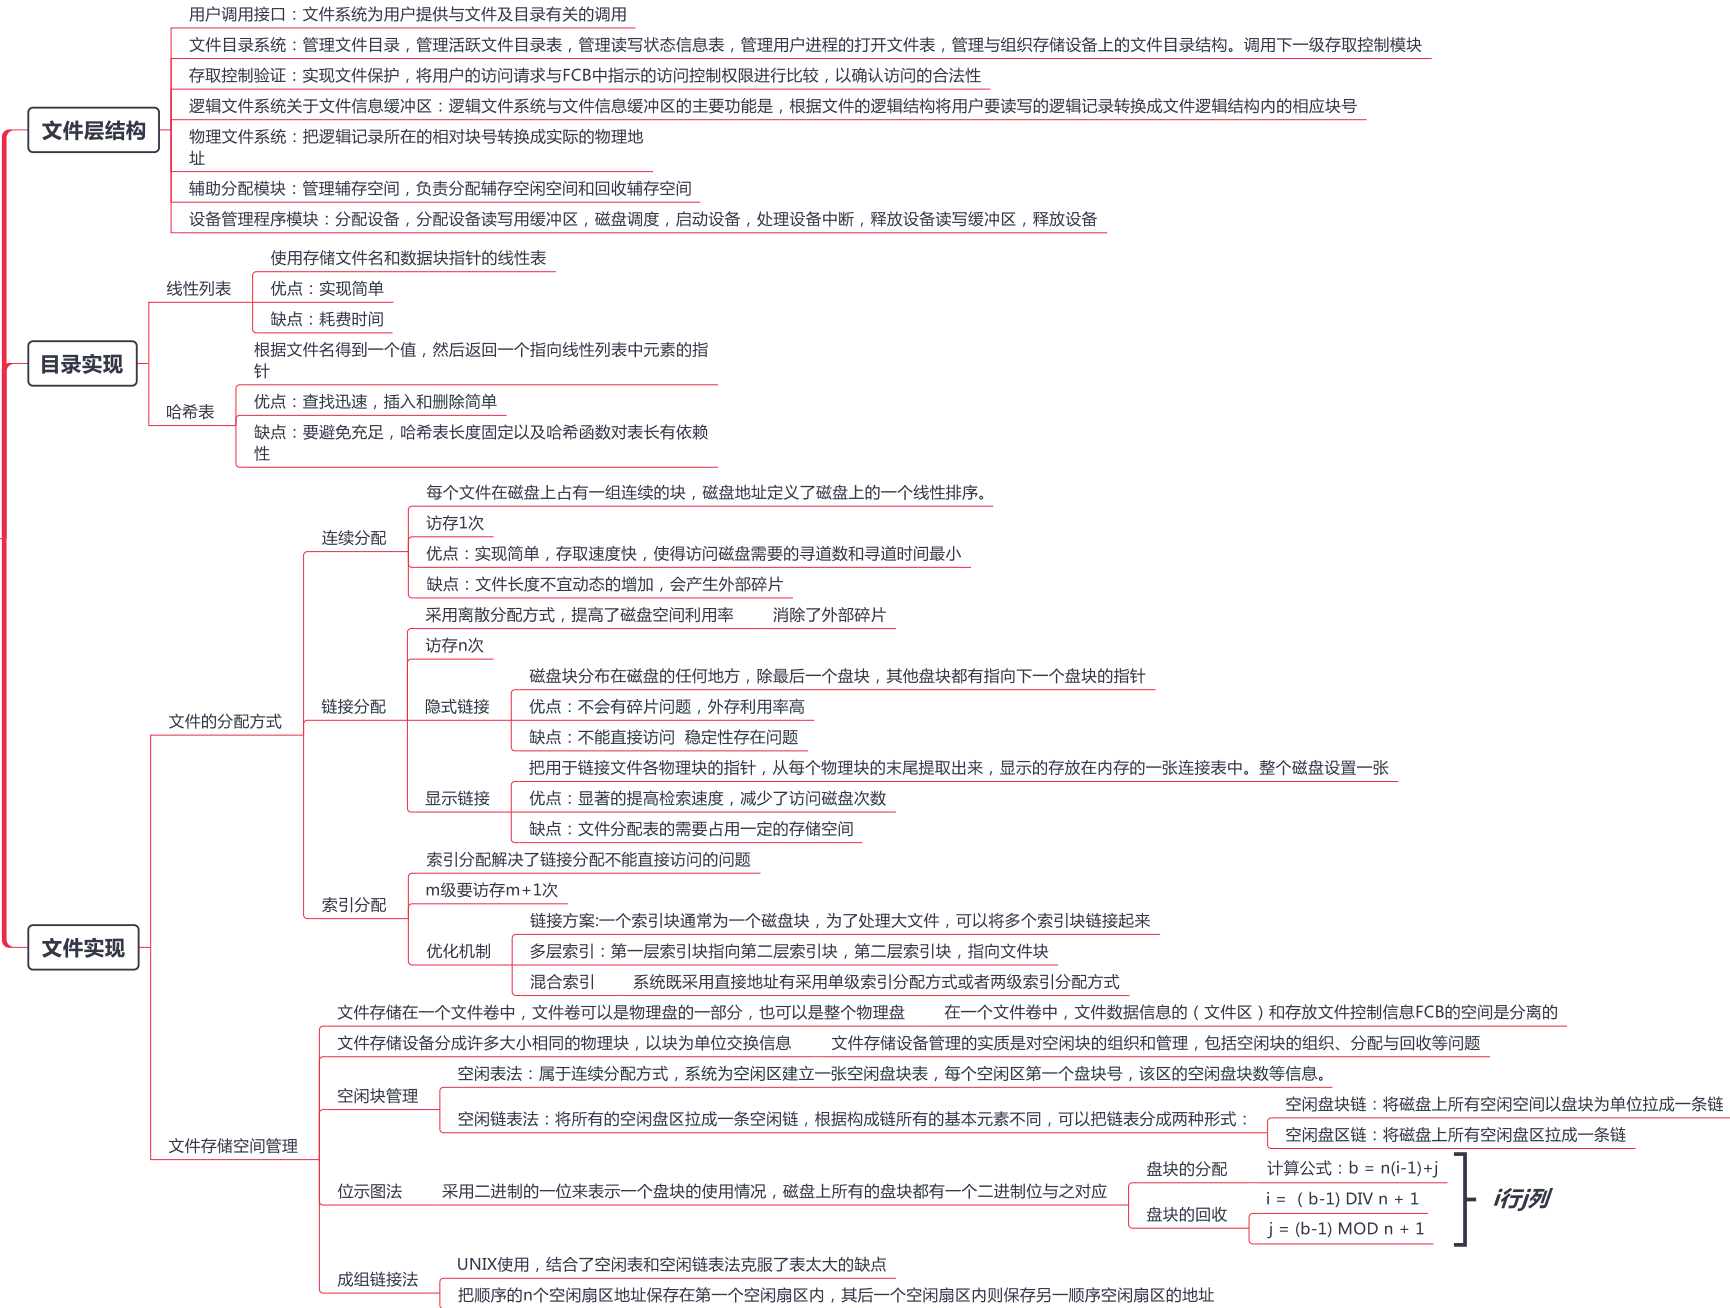 文件层结构
用户调用接口：文件系统为用户提供与文件及目录有关的调用
文件目录系统：管理文件目录，管理活跃文件目录表，管理读写状态信息表，管理用户进程的打开文件表，管理与组织存储设备上的文件目录结构。调用下一级存取控制模块
存取控制验证：实现文件保护，将用户的访问请求与FCB中指示的访问控制权限进行比较，以确认访问的合法性
逻辑文件系统关于文件信息缓冲区：逻辑文件系统与文件信息缓冲区的主要功能是，根据文件的逻辑结构将用户要读写的逻辑记录转换成文件逻辑结构内的相应块号
物理文件系统：把逻辑记录所在的相对块号转换成实际的物理地
址
辅助分配模块：管理辅存空间，负责分配辅存空闲空间和回收辅存空间
设备管理程序模块：分配设备，分配设备读写用缓冲区，磁盘调度，启动设备，处理设备中断，释放设备读写缓冲区，释放设备
目录实现
线性列表
使用存储文件名和数据块指针的线性表
优点：实现简单
缺点：耗费时间
哈希表
根据文件名得到一个值，然后返回一个指向线性列表中元素的指
针
优点：查找迅速，插入和删除简单
缺点：要避免充足，哈希表长度固定以及哈希函数对表长有依赖
性
文件实现
文件的分配方式
连续分配
每个文件在磁盘上占有一组连续的块，磁盘地址定义了磁盘上的一个线性排序。
访存1次
优点：实现简单，存取速度快，使得访问磁盘需要的寻道数和寻道时间最小
缺点：文件长度不宜动态的增加，会产生外部碎片
链接分配
采用离散分配方式，提高了磁盘空间利用率 消除了外部碎片
访存n次
隐式链接
磁盘块分布在磁盘的任何地方，除最后一个盘块，其他盘块都有指向下一个盘块的指针
优点：不会有碎片问题，外存利用率高
缺点：不能直接访问 稳定性存在问题
显示链接
把用于链接文件各物理块的指针，从每个物理块的末尾提取出来，显示的存放在内存的一张连接表中。整个磁盘设置一张
优点：显著的提高检索速度，减少了访问磁盘次数
缺点：文件分配表的需要占用一定的存储空间
索引分配
索引分配解决了链接分配不能直接访问的问题
m级要访存m+1次
优化机制
链接方案:一个索引块通常为一个磁盘块，为了处理大文件，可以将多个索引块链接起来
多层索引：第一层索引块指向第二层索引块，第二层索引块，指向文件块
混合索引 系统既采用直接地址有采用单级索引分配方式或者两级索引分配方式
文件存储空间管理
文件存储在一个文件卷中，文件卷可以是物理盘的一部分，也可以是整个物理盘 在一个文件卷中，文件数据信息的（文件区）和存放文件控制信息FCB的空间是分离的
文件存储设备分成许多大小相同的物理块，以块为单位交换信息 文件存储设备管理的实质是对空闲块的组织和管理，包括空闲块的组织、分配与回收等问题
空闲块管理
空闲表法：属于连续分配方式，系统为空闲区建立一张空闲盘块表，每个空闲区第一个盘块号，该区的空闲盘块数等信息。
空闲链表法：将所有的空闲盘区拉成一条空闲链，根据构成链所有的基本元素不同，可以把链表分成两种形式：
空闲盘块链：将磁盘上所有空闲空间以盘块为单位拉成一条链
空闲盘区链：将磁盘上所有空闲盘区拉成一条链
位示图法
采用二进制的一位来表示一个盘块的使用情况，磁盘上所有的盘块都有一个二进制位与之对应
盘块的分配 计算公式：b = n(i-1)+j
盘块的回收
i = （ b-1) DIV n + 1
j = (b-1) MOD n + 1
i行j列
成组链接法
UNIX使用，结合了空闲表和空闲链表法克服了表太大的缺点
把顺序的n个空闲扇区地址保存在第一个空闲扇区内，其后一个空闲扇区内则保存另一顺序空闲扇区的地址